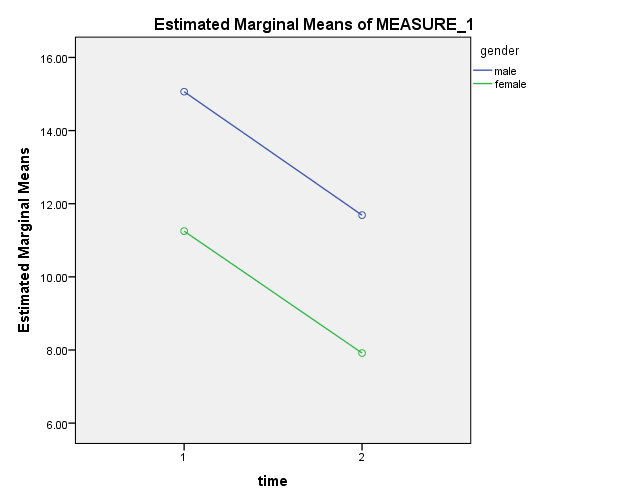 Estimated Marginal Means of MEASURE_1
gender
male
female
Estimated Marginal Means
16.00
14.00
12.00
10.00
8.00
6.00
1
2
time